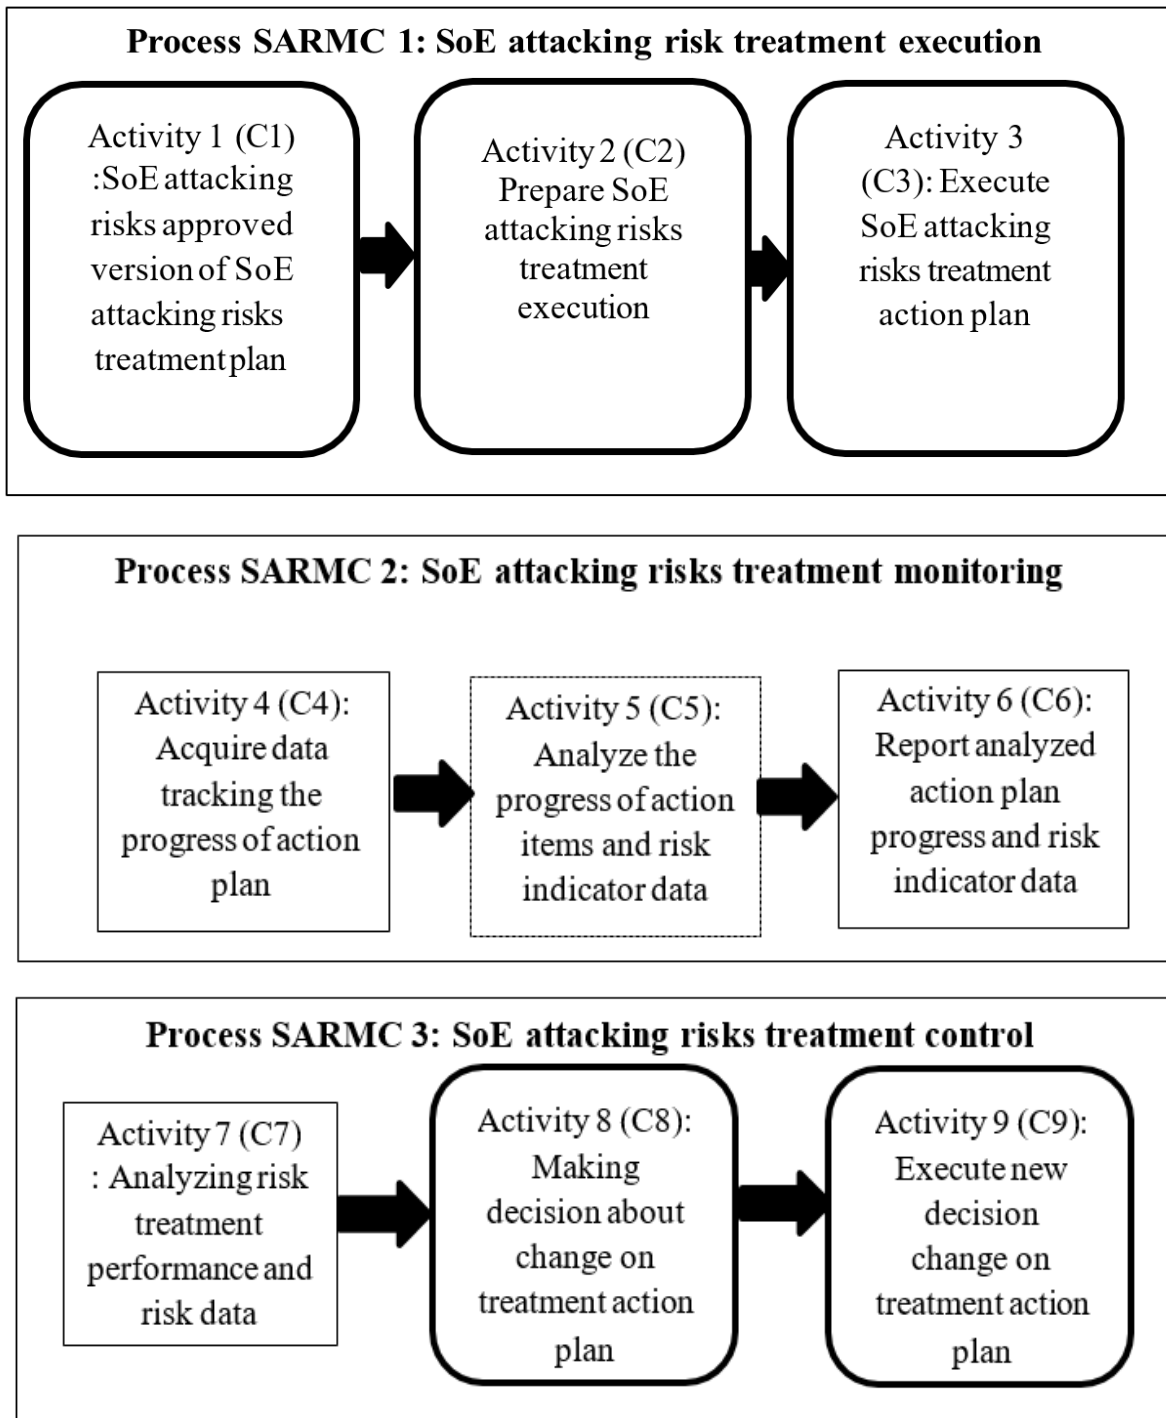 Process SARMC 1: SoE attacking risk treatment execution
Activity 1 (C1)
:SoE attacking
risks approved
version of SoE
attacking risks
treatment plan
Activity 2 (C2)
Prepare SoE
attacking risks
treatment
execution
Activity 3
(C3): Execute
SoE attacking
risks treatment
action plan
Process SARMC 2: SoE attacking risks treatment monitoring
Activity 4 (C4):
Acquire data
tracking the
progress of action
plan
Activity 5 (C5):
Analyze the
progress of action
items and risk
indicator data
Activity 6 (C6):
Report analyzed
action plan
progress and risk
indicator data
Process SARMC 3: SoE attacking risks treatment control
Activity 7 (C7)
: Analyzing risk
treatment
performance and
risk data
Activity 8 (C8):
Making
decision about
change on
treatment action
plan
Activity 9 (C9):
Execute new
decision
change on
treatment action
plan